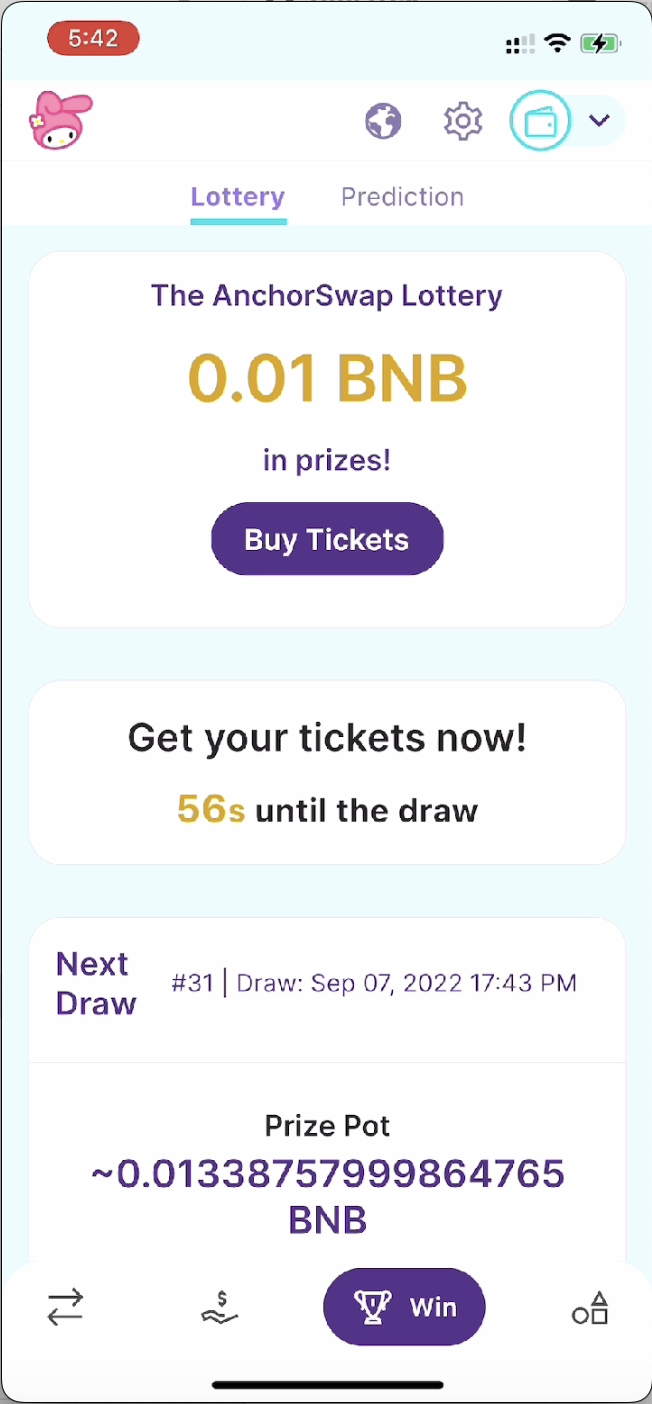 5:42
Lottery Prediction
The AnchorSwap Lottery
0.01 BNB
in prizes!
Buy Tickets
Get your tickets now!
56s until the draw
Next
Draw
#31 | Draw: Sep 07, 2022 17:43 PM
Prize Pot
~0.01338757999864765
BNB
$
Win